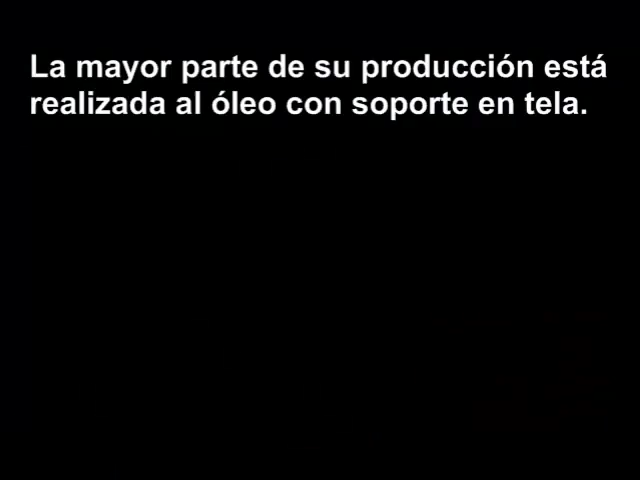 La mayor parte de su producción está
realizada al óleo con soporte en tela.